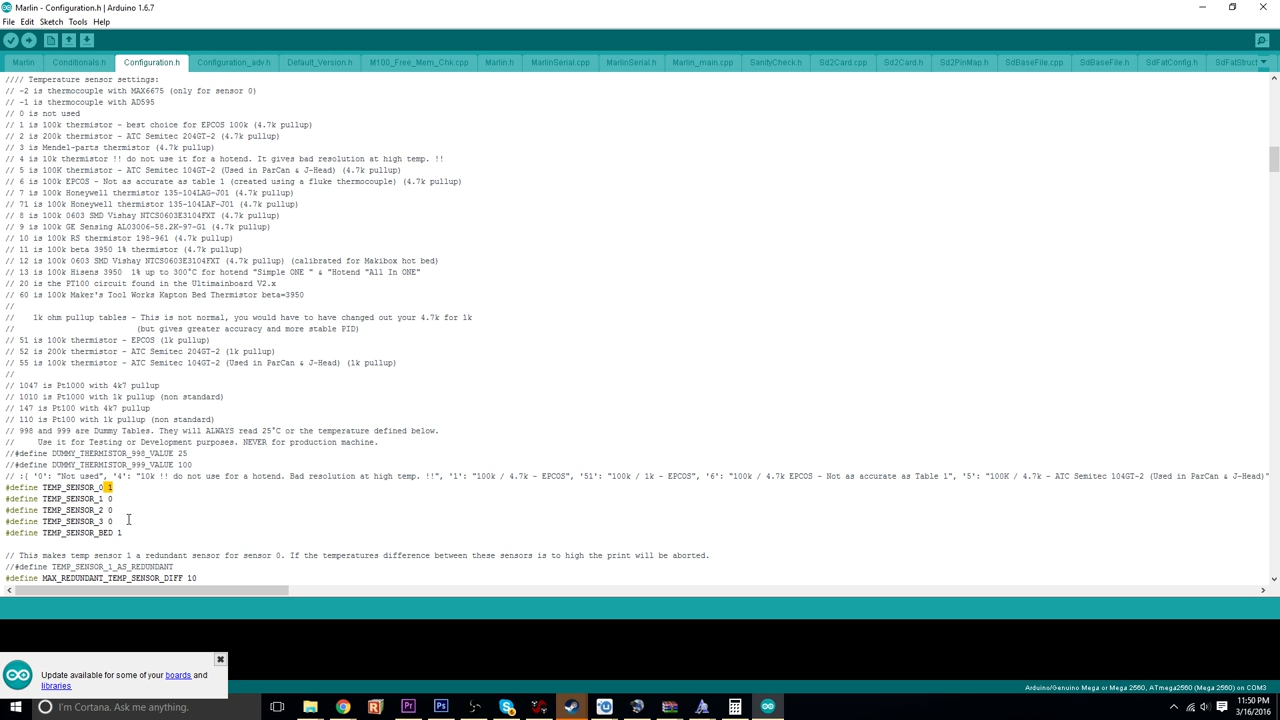 Marlin - Configuration.h | Arduino 1.6.7
File Edit Sketch Tools Help
Marlin Conditionals.h Configuration.h Configuration_adv.h Default_Version.h M100_Free_Mem_Chk.cpp Marlin.h MarlinSerial.cpp MarlinSerial.h Marlin_main.cpp SanityCheck.h Sd2Card.cpp Sd2Card.h Sd2PinMap.h SdBaseFile.cpp SdBaseFile.h SdFatConfig.h SdFatStruct
//// Temperature sensor settings:
// -2 is thermocouple with MAX6675 (only for sensor 0)
// -1 is thermocouple with AD595
// 0 is not used
// 1 is 100k thermistor - best choice for EPCOS 100k (4.7k pullup)
// 2 is 200k thermistor - ATC Semitec 204GT-2 (4.7k pullup)
// 3 is Mendel-parts thermistor (4.7k pullup)
// 4 is 10k thermistor !! do not use it for a hotend. It gives bad resolution at high temp. !!
// 5 is 100K thermistor - ATC Semitec 104GT-2 (Used in ParCan & J-Head) (4.7k pullup)
// 6 is 100k EPCOS - Not as accurate as table 1 (created using a fluke thermocouple) (4.7k pullup)
// 7 is 100k Honeywell thermistor 135-104LAG-J01 (4.7k pullup)
// 71 is 100k Honeywell thermistor 135-104LAF-J01 (4.7k pullup)
// 8 is 100k 0603 SMD Vishay NTCS0603E3104FXT (4.7k pullup)
// 9 is 100k GE Sensing AL03006-58.2K-97-G1 (4.7k pullup)
// 10 is 100k RS thermistor 198-961 (4.7k pullup)
// 11 is 100k beta 3950 1% thermistor (4.7k pullup)
// 12 is 100k 0603 SMD Vishay NTCS0603E3104FXT (4.7k pullup) (calibrated for Makibox hot bed)
// 13 is 100k Hisens 3950 1% up to 300°C for hotend "Simple ONE " & "Hotend "All In ONE"
// 20 is the PT100 circuit found in the Ultimainboard V2.x
// 60 is 100k Maker's Tool Works Kapton Bed Thermistor beta=3950
//
// 1k ohm pullup tables - This is not normal, you would have to have changed out your 4.7k for 1k
// (but gives greater accuracy and more stable PID)
// 51 is 100k thermistor - EPCOS (1k pullup)
// 52 is 200k thermistor - ATC Semitec 204GT-2 (1k pullup)
// 55 is 100k thermistor - ATC Semitec 104GT-2 (Used in ParCan & J-Head) (1k pullup)
//
// 1047 is Pt1000 with 4k7 pullup
// 1010 is Pt1000 with 1k pullup (non standard)
// 147 is Pt100 with 4k7 pullup
// 110 is Pt100 with 1k pullup (non standard)
// 998 and 999 are Dummy Tables. They will ALWAYS read 25°C or the temperature defined below.
// Use it for Testing or Development purposes. NEVER for production machine.
//#define DUMMY_THERMISTOR_998_VALUE 25
//#define DUMMY_THERMISTOR_999_VALUE 100
// :{ '0': "Not used", '4': "10k !! do not use for a hotend. Bad resolution at high temp. !!", '1': "100k / 4.7k - EPCOS", '51': "100k / 1k - EPCOS", '6': "100k / 4.7k EPCOS - Not as accurate as Table 1", '5': "100K / 4.7k - ATC Semitec 104GT-2 (Used in ParCan & J-Head)"
#define TEMP_SENSOR_0 1
#define TEMP_SENSOR_1 0
#define TEMP_SENSOR_2 0
#define TEMP_SENSOR_3 0
#define TEMP_SENSOR_BED 1
// This makes temp sensor 1 a redundant sensor for sensor 0. If the temperatures difference between these sensors is to high the print will be aborted.
//#define TEMP_SENSOR_1_AS_REDUNDANT
#define MAX_REDUNDANT_TEMP_SENSOR_DIFF 10
Update available for some of your boards and
libraries
Arduino/Genuino Mega or Mega 2560, ATmega2560 (Mega 2560) on COM3
I'm Cortana. Ask me anything.
11:50 PM
3/16/2016